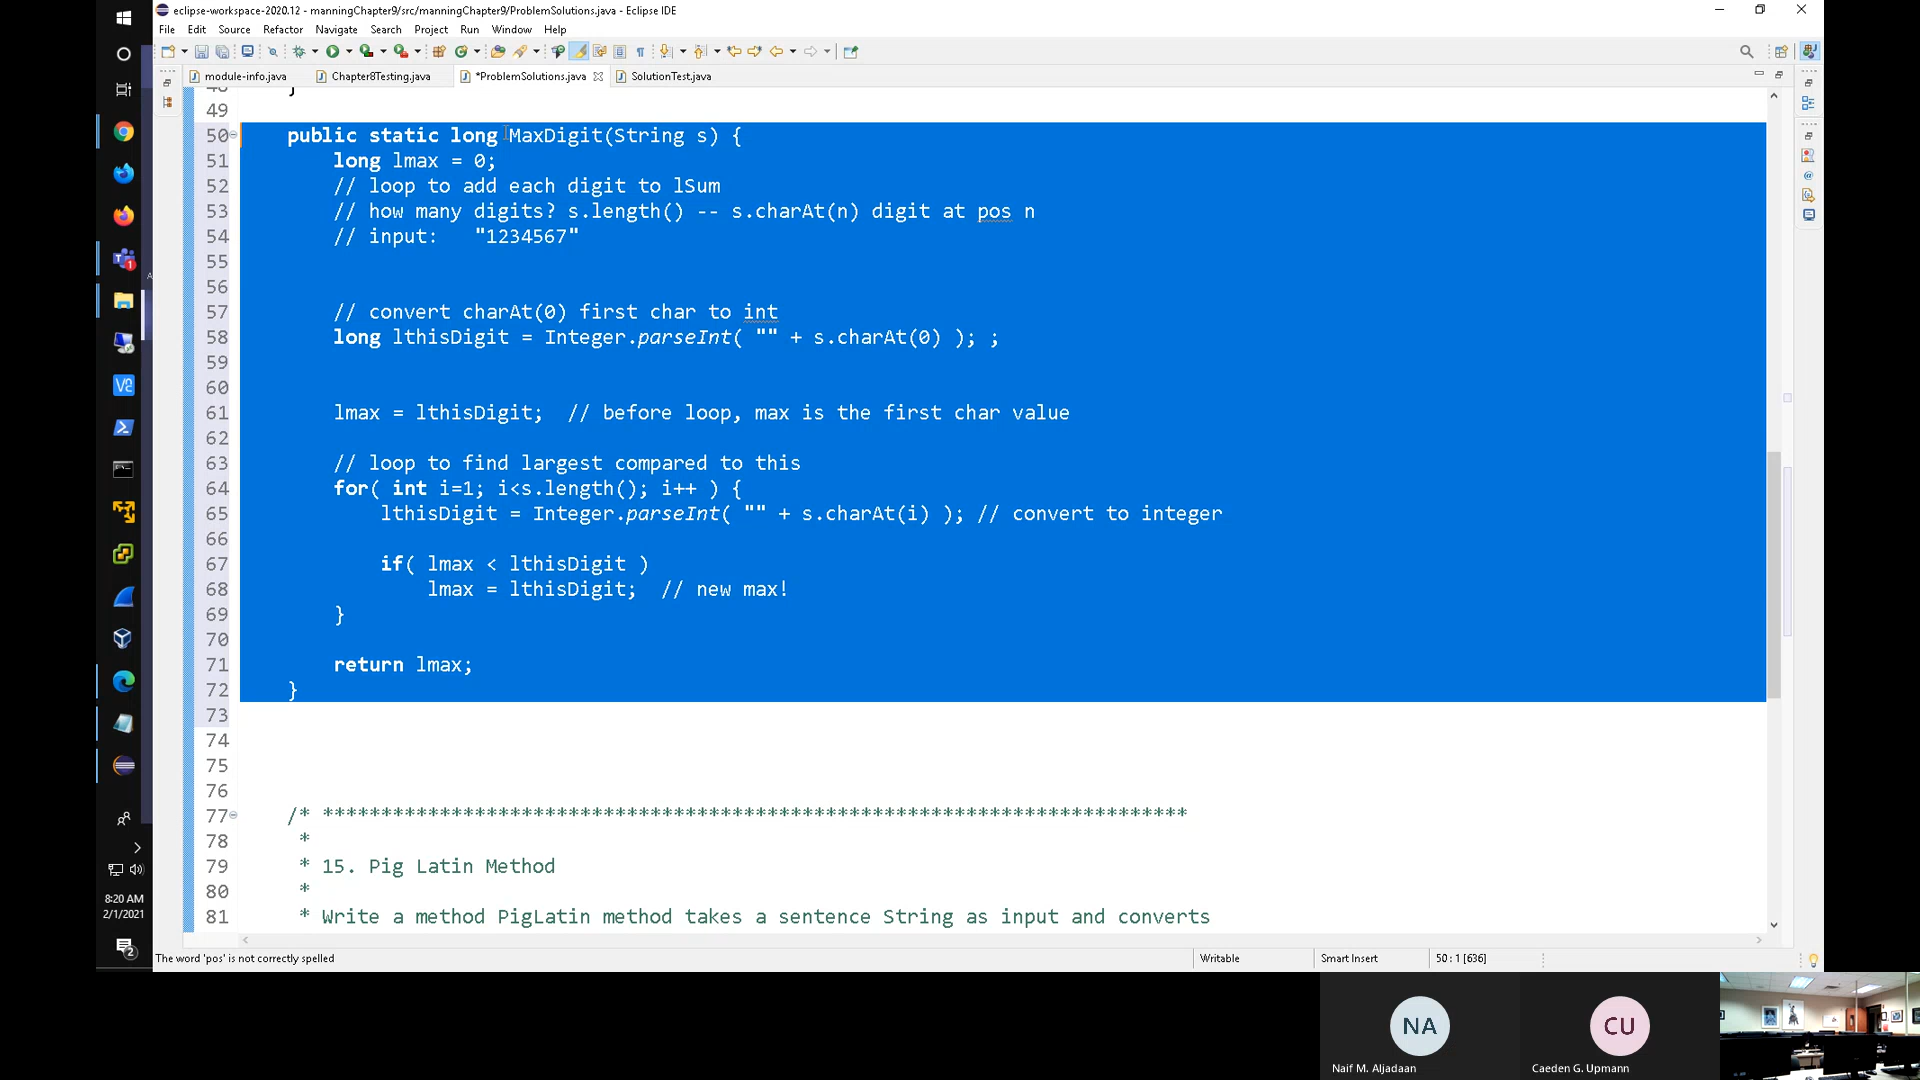 eclipse-workspace-2020.12 - manningChapter9/src/manningChapter9/ProblemSolutions.java - Eclipse IDE
File Edit Source Refactor Navigate Search Project Run Window Help
module-info.java Chapter8Testing.java *ProblemSolutions.java SolutionTest.java
48 }
49
50 public static long MaxDigit(String s) {
51 long lmax = 0;
52 // loop to add each digit to lSum
53 // how many digits? s.length() -- s.charAt(n) digit at pos n
54 // input: "1234567"
55
56
57 // convert charAt(0) first char to int
58 long lthisDigit = Integer.parseInt( "" + s.charAt(0) ); ;
59
60
61 lmax = lthisDigit; // before loop, max is the first char value
62
63 // loop to find largest compared to this
64 for( int i=1; i<s.length(); i++ ) {
65 lthisDigit = Integer.parseInt( "" + s.charAt(i) ); // convert to integer
66
67 if( lmax < lthisDigit )
68 lmax = lthisDigit; // new max!
69 }
70
71 return lmax;
72 }
73
74
75
76
77 /* **************************************************************************
78 *
79 * 15. Pig Latin Method
80 *
81 * Write a method PigLatin method takes a sentence String as input and converts
The word 'pos' is not correctly spelled Writable Smart Insert 50 : 1 [636]
8:20 AM
2/1/2021
2
NA
Naif M. Aljadaan
CU
Caeden G. Upmann